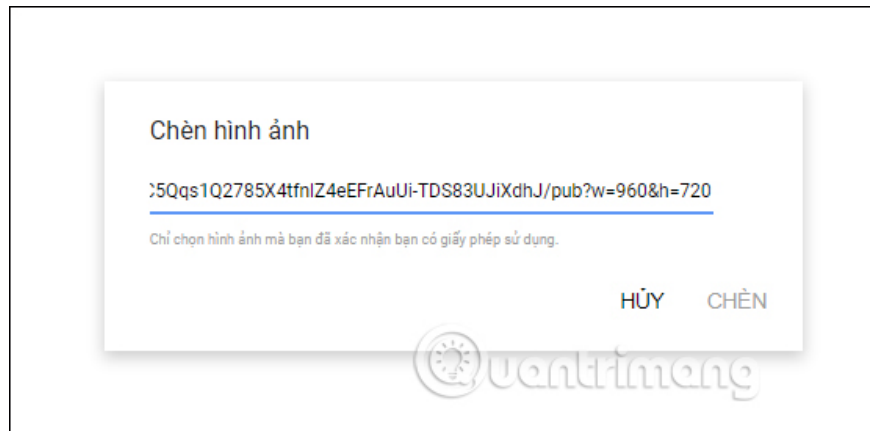 Chèn hình ảnh
5Qqs1Q2785X4tfnIZ4eEFrAuUi-TDS83UJiXdhJ/pub?w=960&h=720
Chỉ chọn hình ảnh mà bạn đã xác nhận bạn có giấy phép sử dụng.
HỦY CHÈN
Quantrimang